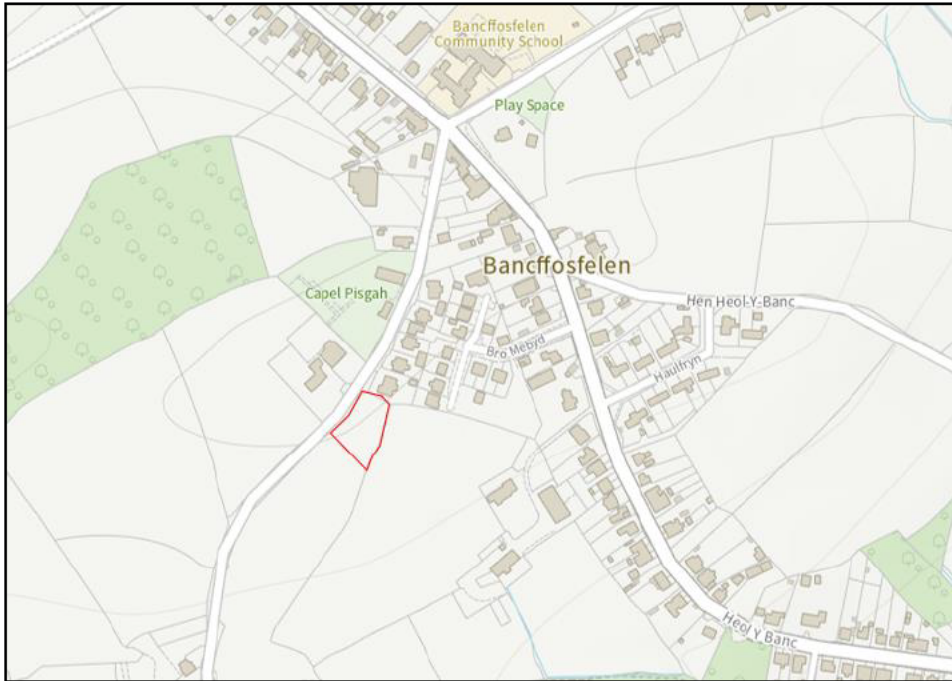 Bancffosfelen
Community School
Play Space
Bancffosfelen
Capel Pisgah
Hen Heol-Y-Banc
Bro Mebyd
Haulfryn
Heol Y Banc